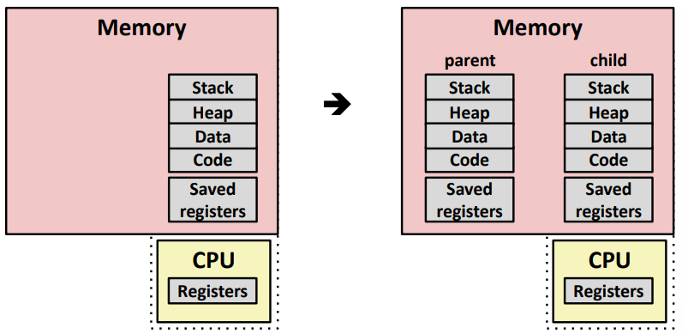 Memory
Stack
Heap
Data
Code
Saved
registers
CPU
Registers
➔
Memory
parent
child
Stack
Stack
Heap
Heap
Data
Data
Code
Code
Saved
Saved
registers
registers
CPU
Registers